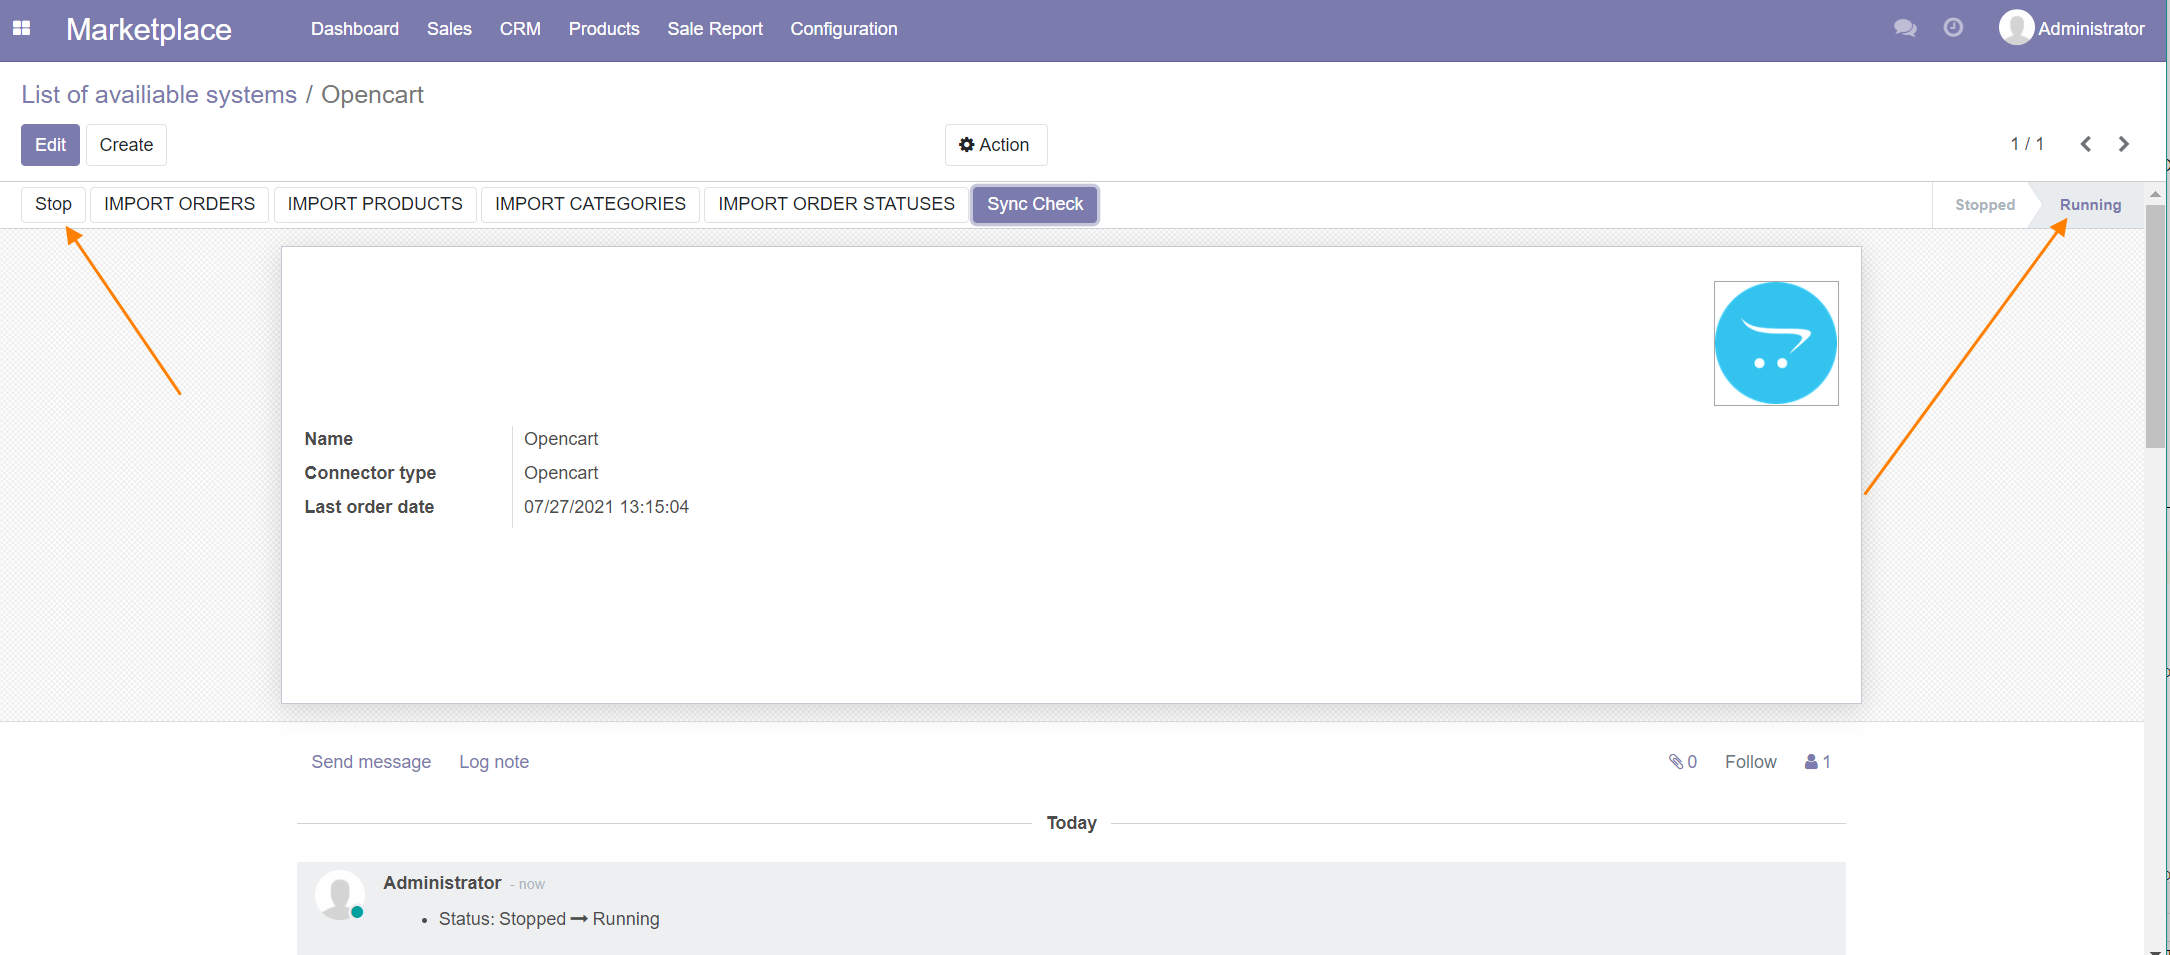 Marketplace Dashboard Sales CRM Products Sale Report Configuration Administrator
List of availiable systems / Opencart
Edit Create Action 1 / 1
Stop IMPORT ORDERS IMPORT PRODUCTS IMPORT CATEGORIES IMPORT ORDER STATUSES Sync Check Stopped Running
Name Opencart
Connector type Opencart
Last order date 07/27/2021 13:15:04
Send message Log note 0 Follow 1
Today
Administrator - now
• Status: Stopped → Running